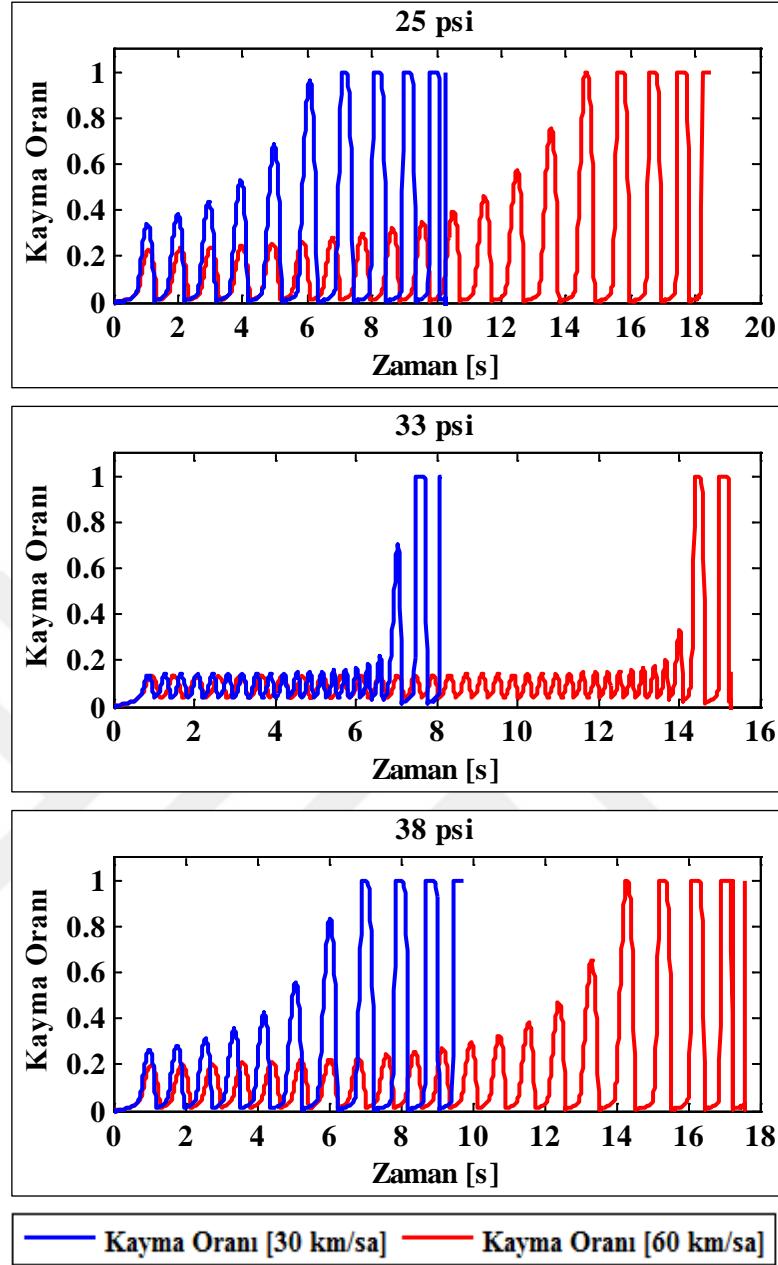 25 psi
Kayma Oranı
1
0.8
0.6
0.4
0.2
0
0 2 4 6 8 10 12 14 16 18 20
Zaman [s]
33 psi
Kayma Oranı
1
0.8
0.6
0.4
0.2
0
0 2 4 6 8 10 12 14 16
Zaman [s]
38 psi
Kayma Oranı
1
0.8
0.6
0.4
0.2
0
0 2 4 6 8 10 12 14 16 18
Zaman [s]
Kayma Oranı [30 km/sa] Kayma Oranı [60 km/sa]